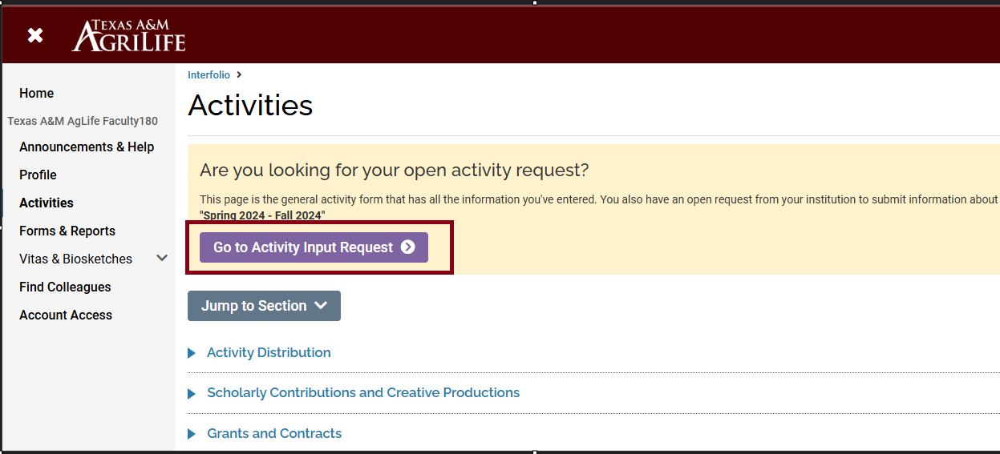 TEXAS A&M
AGRILIFE
Home
Texas A&M AgLife Faculty180
Announcements & Help
Profile
Activities
Forms & Reports
Vitas & Biosketches
Find Colleagues
Account Access
Interfolio
Activities
Are you looking for your open activity request?
This page is the general activity form that has all the information you've entered. You also have an open request from your institution to submit information about
"Spring 2024 - Fall 2024"
Go to Activity Input Request
Jump to Section
Activity Distribution
Scholarly Contributions and Creative Productions
Grants and Contracts